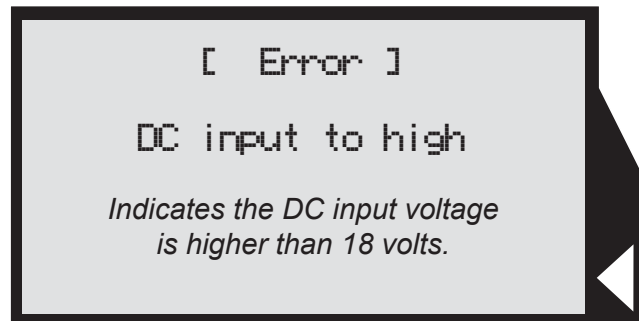 [ Error ]
DC input to high
Indicates the DC input voltage
is higher than 18 volts.